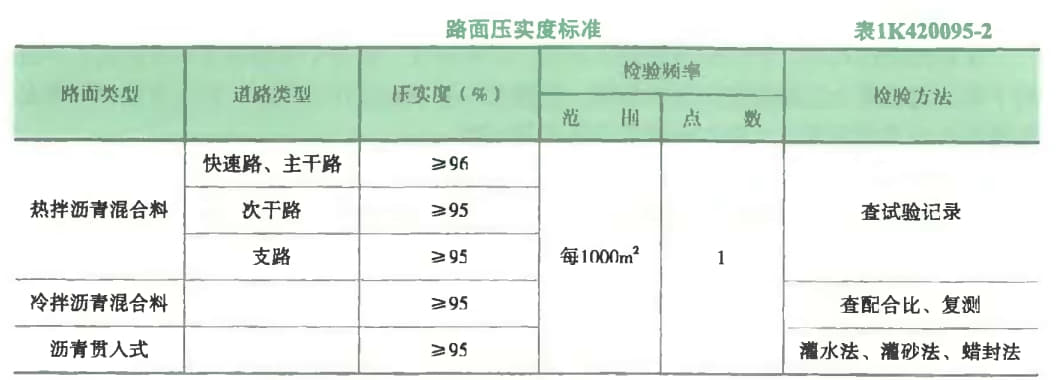 路面压实度标准 表1K420095-2
路面类型 道路类型 压实度（%） 检验频率 检验方法
范围 点数
热拌沥青混合料 快速路、主干路 ≥96 每1000m² 1 查试验记录
次干路 ≥95
支路 ≥95
冷拌沥青混合料 ≥95 查配合比、复测
沥青贯入式 ≥95 灌水法、灌砂法、蜡封法